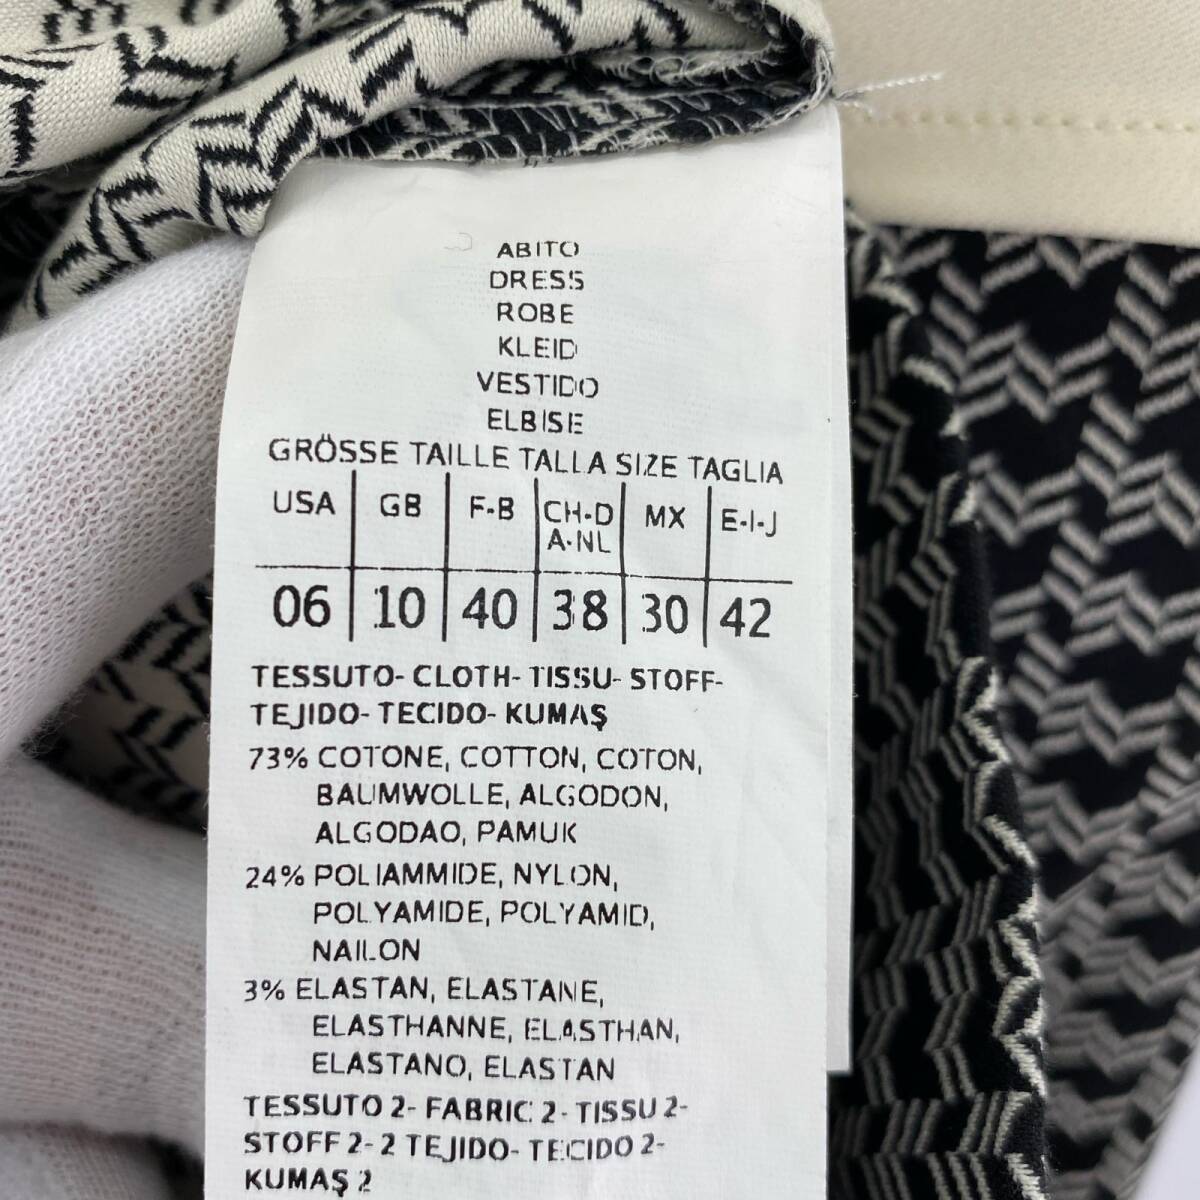 ABITO
DRESS
ROBE
KLEID
VESTIDO
ELBISE
GRÖSSE TAILLE TALLA SIZE TAGLIA
USA GB F-B CH-D A-NL MX E-I-J
06 10 40 38 30 42
TESSUTO- CLOTH- TISSU- STOFF-
TEJIDO- TECIDO- KUMAŞ
73% COTONE, COTTON, COTON,
BAUMWOLLE, ALGODON,
ALGODAO, PAMUK
24% POLIAMMIDE, NYLON,
POLYAMIDE, POLYAMID,
NAILON
3% ELASTAN, ELASTANE,
ELASTHANNE, ELASTHAN,
ELASTANO, ELASTAN
TESSUTO 2- FABRIC 2- TISSU 2-
STOFF 2- 2 TEJIDO- TECIDO 2-
KUMAŞ 2